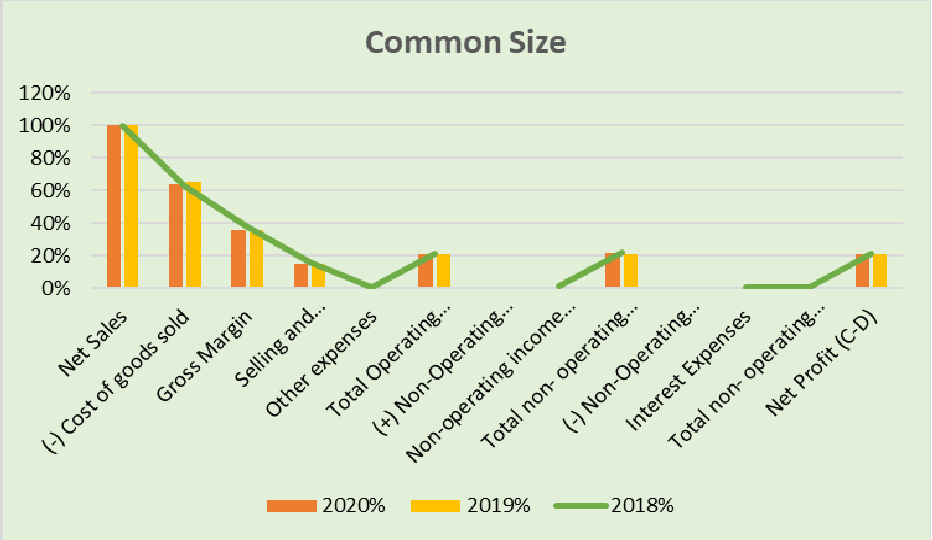 Common Size
120%
100%
80%
60%
40%
20%
0%
Net Sales
(-) Cost of goods sold
Gross Margin
Selling and...
Other expenses
Total Operating...
(+) Non-Operating...
Non-operating income...
Total non- operating...
(-) Non-Operating...
Interest Expenses
Total non- operating...
Net Profit (C-D)
2020% 2019% 2018%